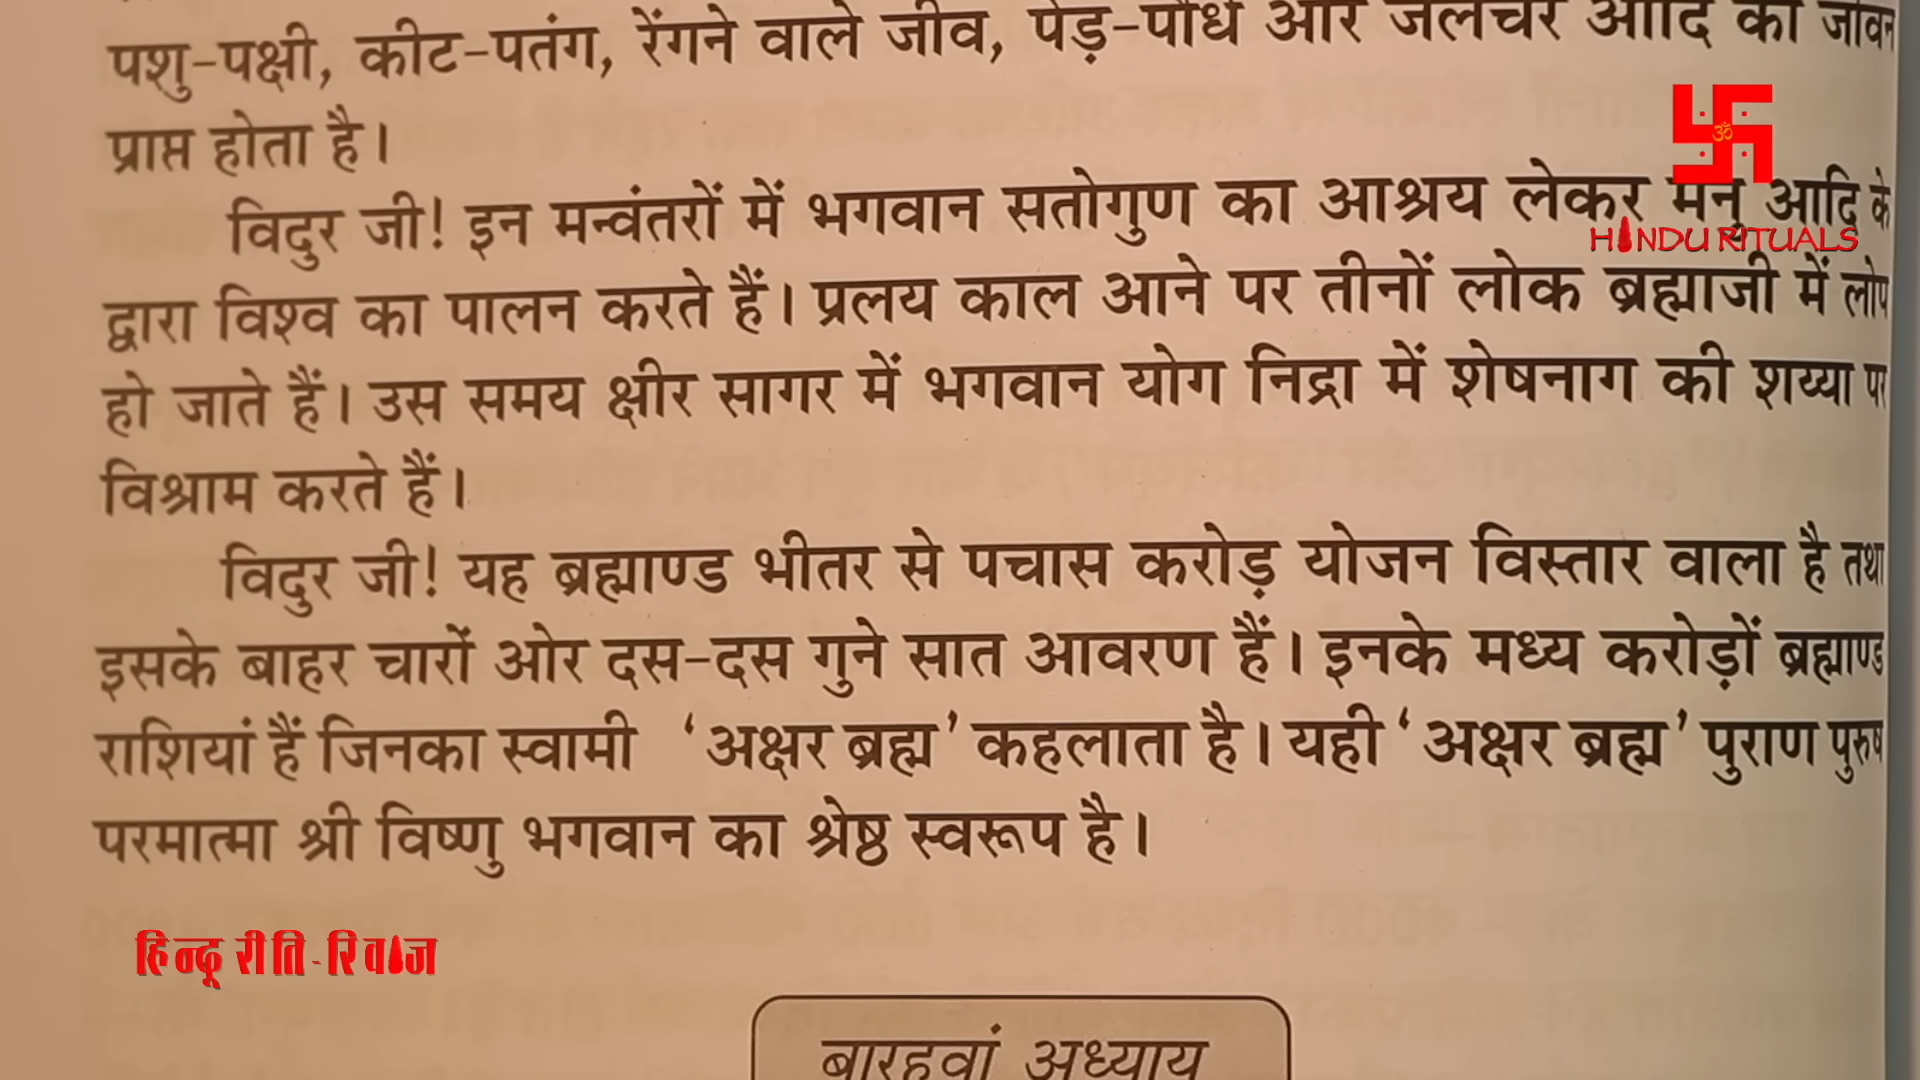 पशु-पक्षी, कीट-पतंग, रेंगने वाले जीव, पेड़-पौधे और जलचर आदि का जीवन
प्राप्त होता है।
विदुर जी! इन मन्वंतरों में भगवान सतोगुण का आश्रय लेकर मनु आदि के
द्वारा विश्व का पालन करते हैं। प्रलय काल आने पर तीनों लोक ब्रह्माजी में लोप
हो जाते हैं। उस समय क्षीर सागर में भगवान योग निद्रा में शेषनाग की शय्या पर
विश्राम करते हैं।
विदुर जी! यह ब्रह्माण्ड भीतर से पचास करोड़ योजन विस्तार वाला है तथा
इसके बाहर चारों ओर दस-दस गुने सात आवरण हैं। इनके मध्य करोड़ों ब्रह्माण्ड
राशियां हैं जिनका स्वामी 'अक्षर ब्रह्म' कहलाता है। यही 'अक्षर ब्रह्म' पुराण पुरुष
परमात्मा श्री विष्णु भगवान का श्रेष्ठ स्वरूप है।
बारहवां अध्याय
ॐ
HINDU RITUALS
हिन्दू रीति-रिवाज